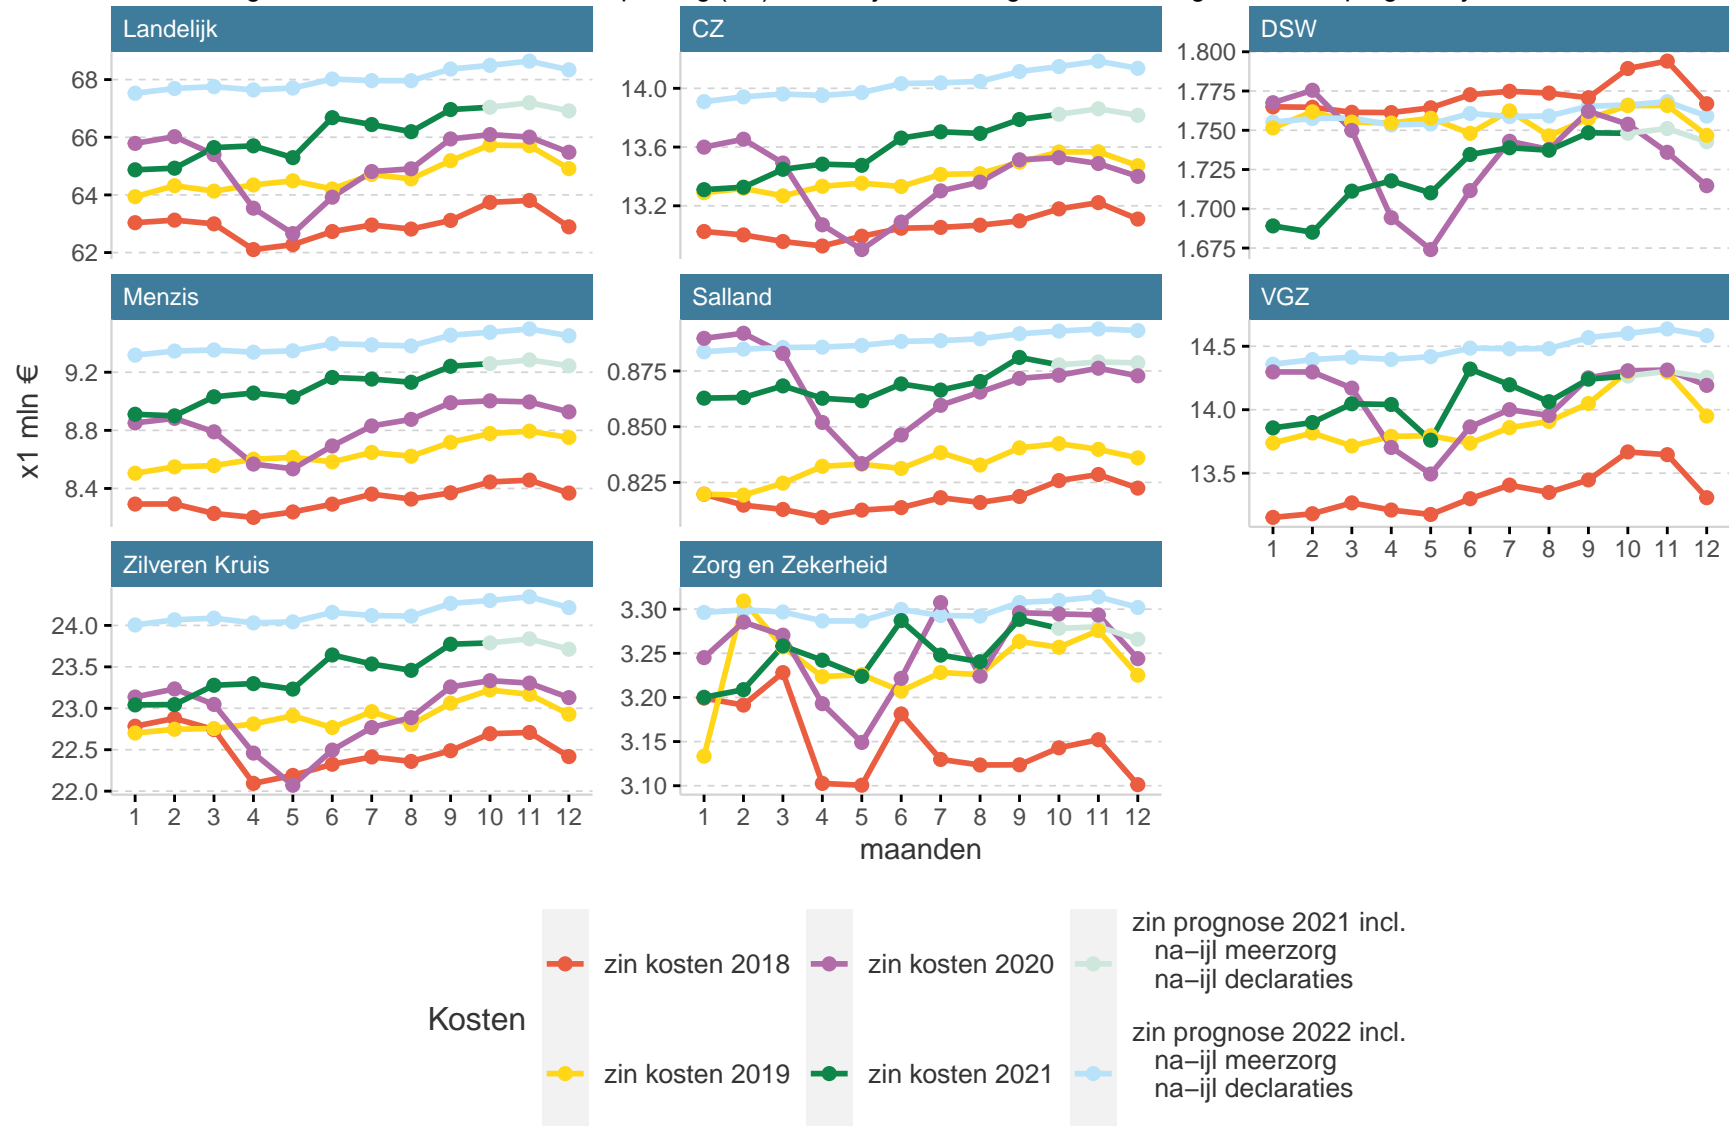 Landelijk
CZ
DSW
68
66
64
62
14.0
13.6
13.2
1.800
1.775
1.750
1.725
1.700
1.675
Menzis
Salland
VGZ
9.2
8.8
8.4
0.875
0.850
0.825
14.5
14.0
13.5
1 2 3 4 5 6 7 8 9 10 11 12
x1 mln €
Zilveren Kruis
Zorg en Zekerheid
24.0
23.5
23.0
22.5
22.0
3.30
3.25
3.20
3.15
3.10
1 2 3 4 5 6 7 8 9 10 11 12
1 2 3 4 5 6 7 8 9 10 11 12
maanden
Kosten
zin kosten 2018
zin kosten 2019
zin kosten 2020
zin kosten 2021
zin prognose 2021 incl.
na−ijl meerzorg
na−ijl declaraties
zin prognose 2022 incl.
na−ijl meerzorg
na−ijl declaraties